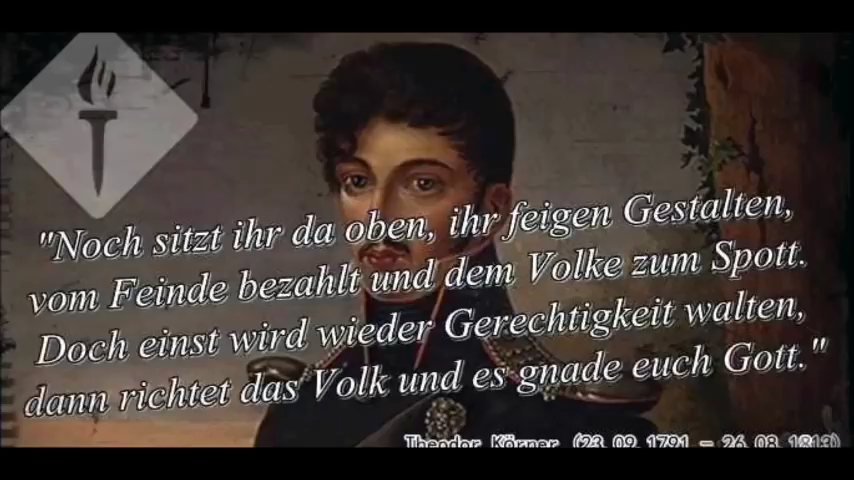 "Noch sitzt ihr da oben, ihr feigen Gestalten,
vom Feinde bezahlt und dem Volke zum Spott.
Doch einst wird wieder Gerechtigkeit walten,
dann richtet das Volk und es gnade euch Gott."
Theodor Körner (23.09.1791 - 26.08.1813)